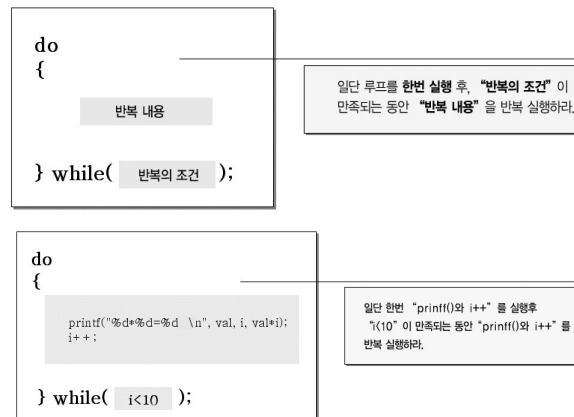 do
{
반복 내용
} while( 반복의 조건 );
일단 루프를 한번 실행 후, “반복의 조건” 이
만족되는 동안 “반복 내용” 을 반복 실행하라.
do
{
printf("%d*%d=%d \n", val, i, val*i);
i++;
} while( i<10 );
일단 한번 “prinff()와 i++” 를 실행후
“i<10” 이 만족되는 동안 “prinff()와 i++” 를
반복 실행하라.